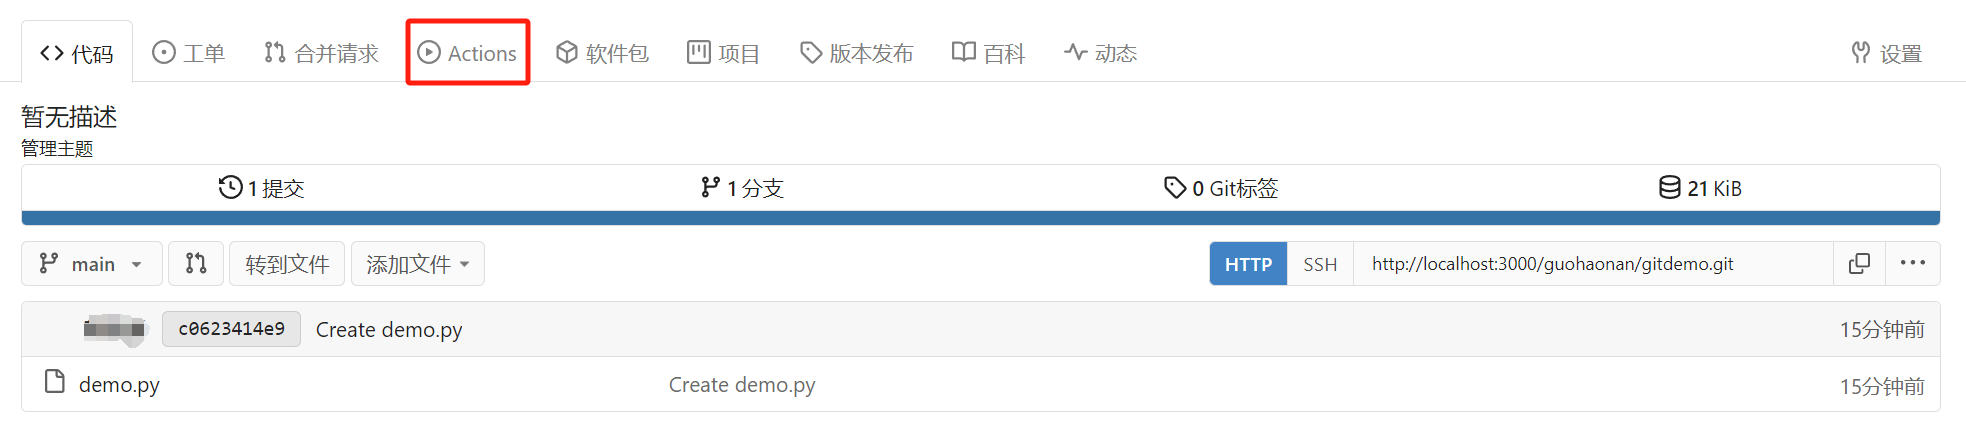 代码 工单 合并请求 Actions 软件包 项目 版本发布 百科 动态 设置
暂无描述
管理主题
1 提交 1 分支 0 Git标签 21 KiB
main 转到文件 添加文件 HTTP SSH http://localhost:3000/guohaonan/gitdemo.git
c0623414e9 Create demo.py 15分钟前
demo.py Create demo.py 15分钟前